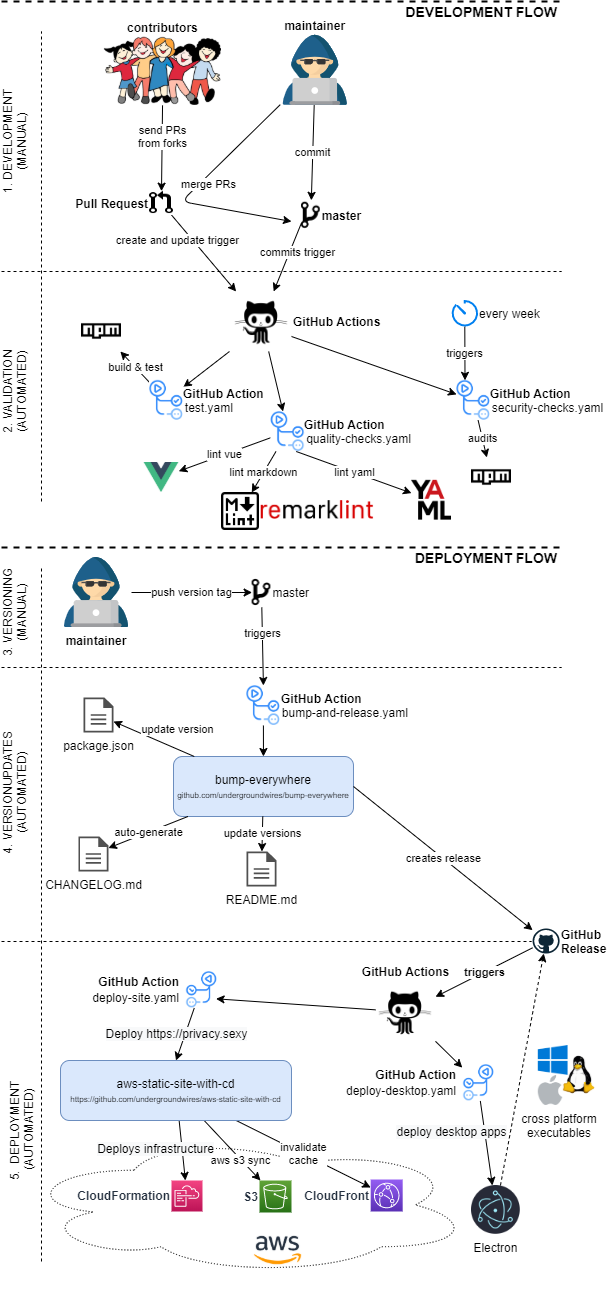 DEVELOPMENT FLOW
contributors
maintainer
1. DEVELOPMENT
(MANUAL)
send PRs
from forks
commit
merge PRs
Pull Request
master
create and update trigger
commits trigger
2. VALIDATION
(AUTOMATED)
GitHub Actions
every week
npm
build & test
triggers
GitHub Action
test.yaml
GitHub Action
security-checks.yaml
GitHub Action
quality-checks.yaml
audits
lint vue
lint markdown
lint yaml
npm
M
Lint
remarklint
YA
ML
DEPLOYMENT FLOW
3. VERSIONING
(MANUAL)
push version tag
master
maintainer
triggers
4. VERSIONUPDATES
(AUTOMATED)
GitHub Action
bump-and-release.yaml
update version
package.json
bump-everywhere
github.com/undergroundwires/bump-everywhere
auto-generate
update versions
creates release
CHANGELOG.md
README.md
GitHub
Release
5. DEPLOYMENT
(AUTOMATED)
GitHub Actions
triggers
GitHub Action
deploy-site.yaml
Deploy https://privacy.sexy
GitHub Action
deploy-desktop.yaml
aws-static-site-with-cd
https://github.com/undergroundwires/aws-static-site-with-cd
cross platform
executables
deploy desktop apps
Deploys infrastructure
aws s3 sync
invalidate
cache
CloudFormation
S3
CloudFront
aws
Electron